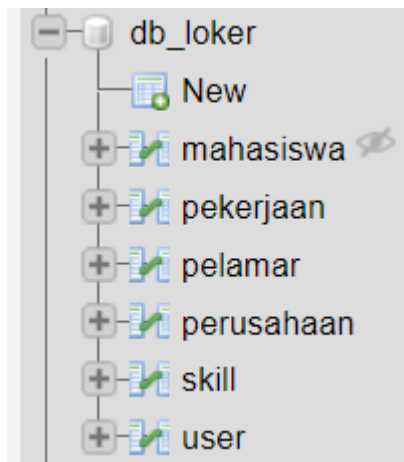 db_loker
New
mahasiswa
pekerjaan
pelamar
perusahaan
skill
user